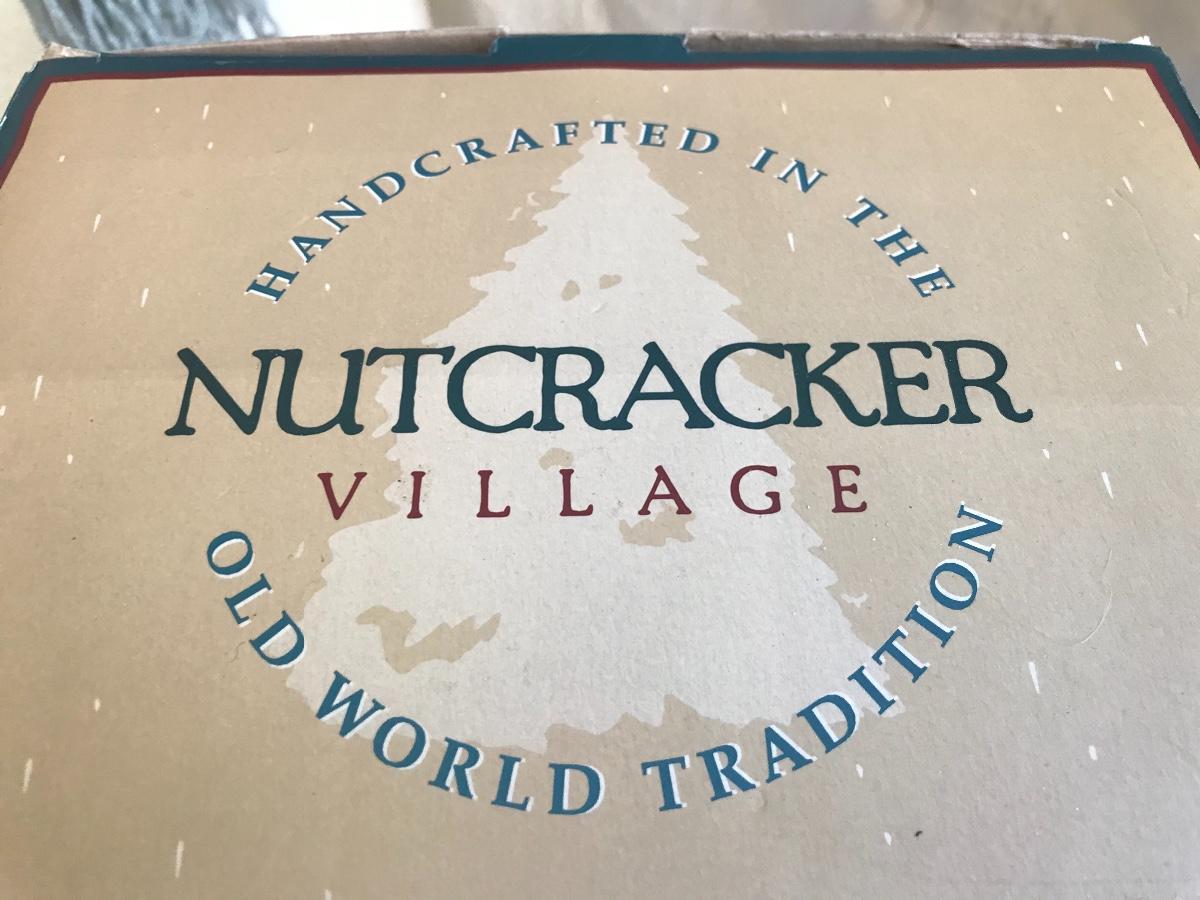 HANDCRAFTED IN THE
NUTCRACKER
VILLAGE
OLD WORLD TRADITION